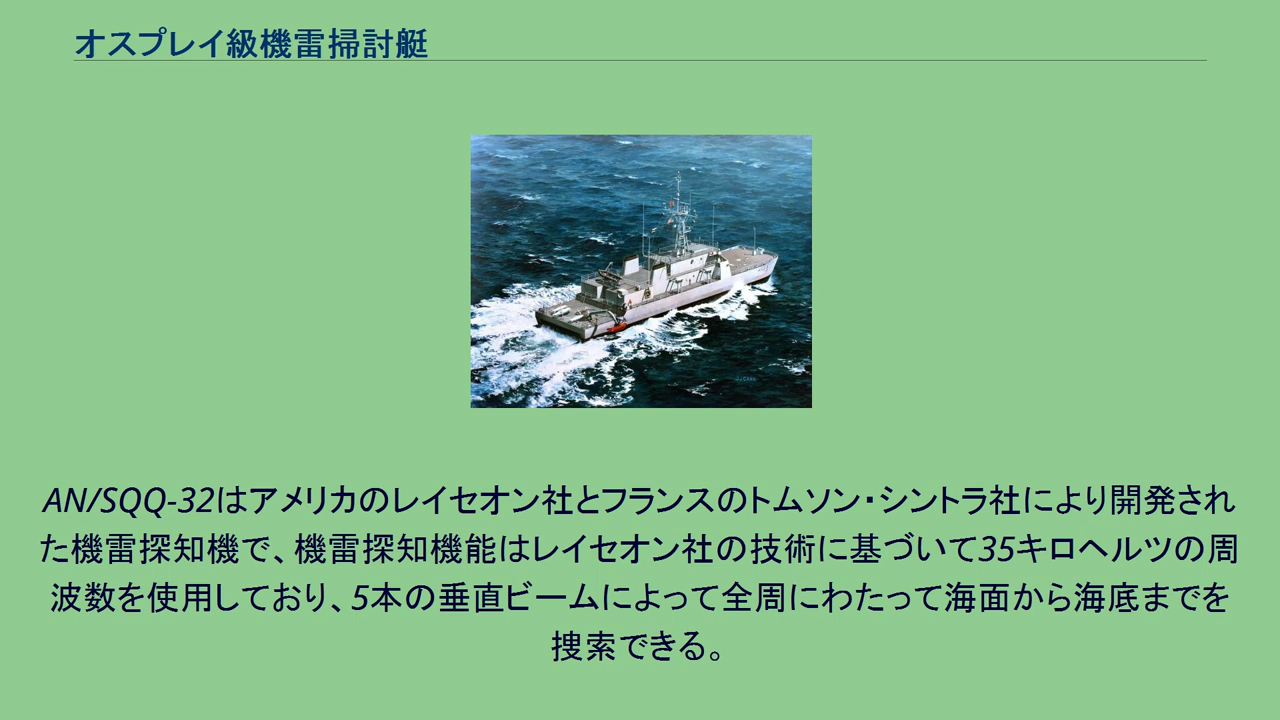 オスプレイ級機雷掃討艇
AN/SQQ-32はアメリカのレイセオン社とフランスのトムソン・シントラ社により開発され
た機雷探知機で、機雷探知機能はレイセオン社の技術に基づいて35キロヘルツの周
波数を使用しており、5本の垂直ビームによって全周にわたって海面から海底までを
捜索できる。